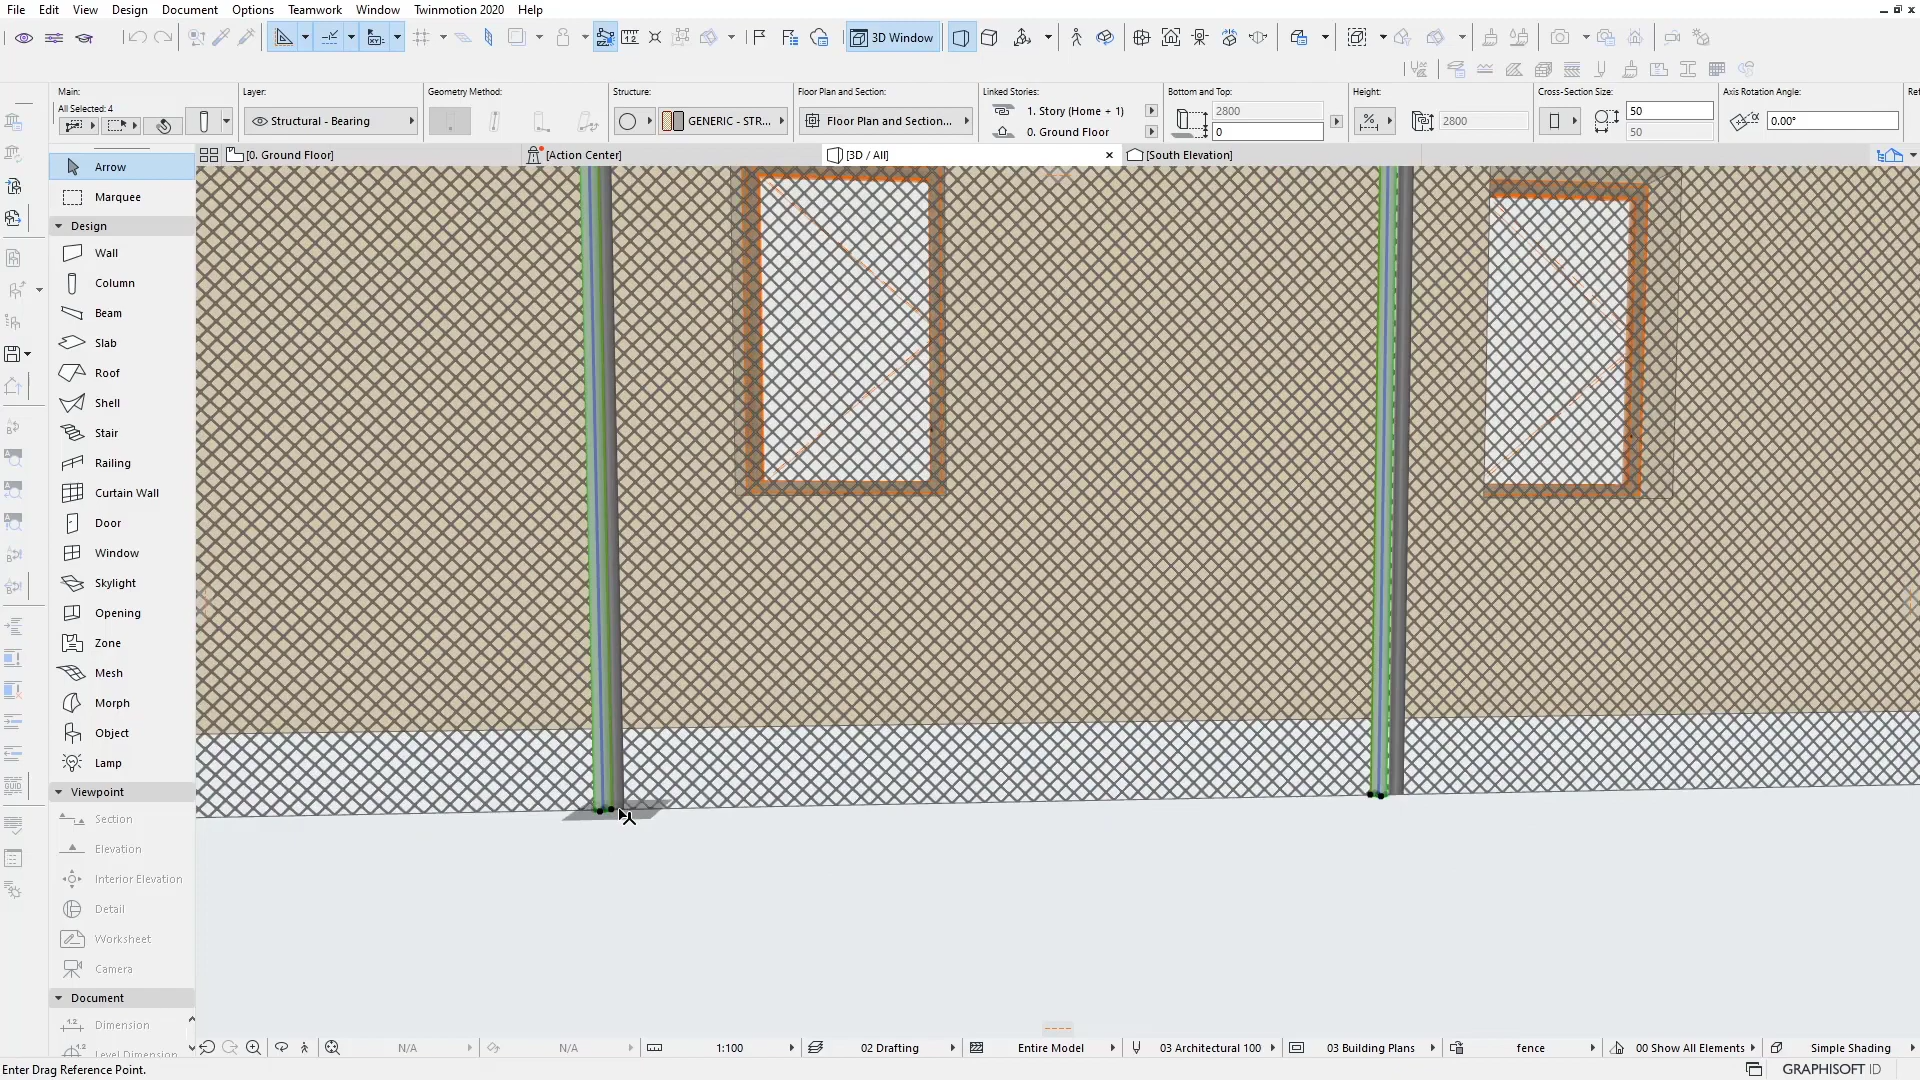 File Edit View Design Document Options Teamwork Window Twinmotion 2020 Help
3D Window
Main:
All Selected: 4
Layer:
Structural - Bearing
Geometry Method:
Structure:
GENERIC - STR...
Floor Plan and Section:
Floor Plan and Section...
Linked Stories:
1. Story (Home + 1)
0. Ground Floor
Bottom and Top:
2800
0
Height:
2800
Cross-Section Size:
50
50
Axis Rotation Angle:
0.00°
Ret
[0. Ground Floor]
[Action Center]
[3D / All]
[South Elevation]
Arrow
Marquee
Design
Wall
Column
Beam
Slab
Roof
Shell
Stair
Railing
Curtain Wall
Door
Window
Skylight
Opening
Zone
Mesh
Morph
Object
Lamp
Viewpoint
Section
Elevation
Interior Elevation
Detail
Worksheet
Camera
Document
Dimension
Level Dimension
N/A
N/A
1:100
02 Drafting
Entire Model
03 Architectural 100
03 Building Plans
fence
00 Show All Elements
Simple Shading
Enter Drag Reference Point.
GRAPHISOFT ID